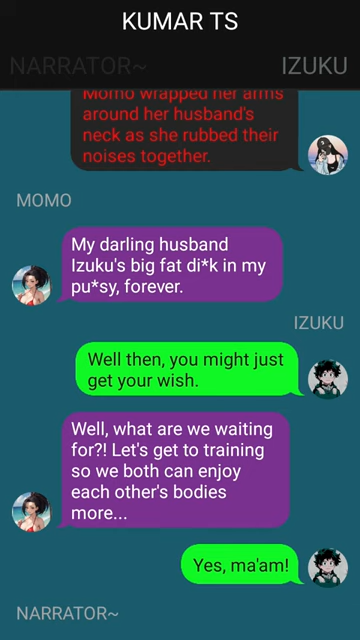 KUMAR TS
NARRATOR~
IZUKU
Momo wrapped her arms
around her husband's
neck as she rubbed their
noises together.
MOMO
My darling husband
Izuku's big fat di*k in my
pu*sy, forever.
IZUKU
Well then, you might just
get your wish.
Well, what are we waiting
for?! Let's get to training
so we both can enjoy
each other's bodies
more...
Yes, ma'am!
NARRATOR~